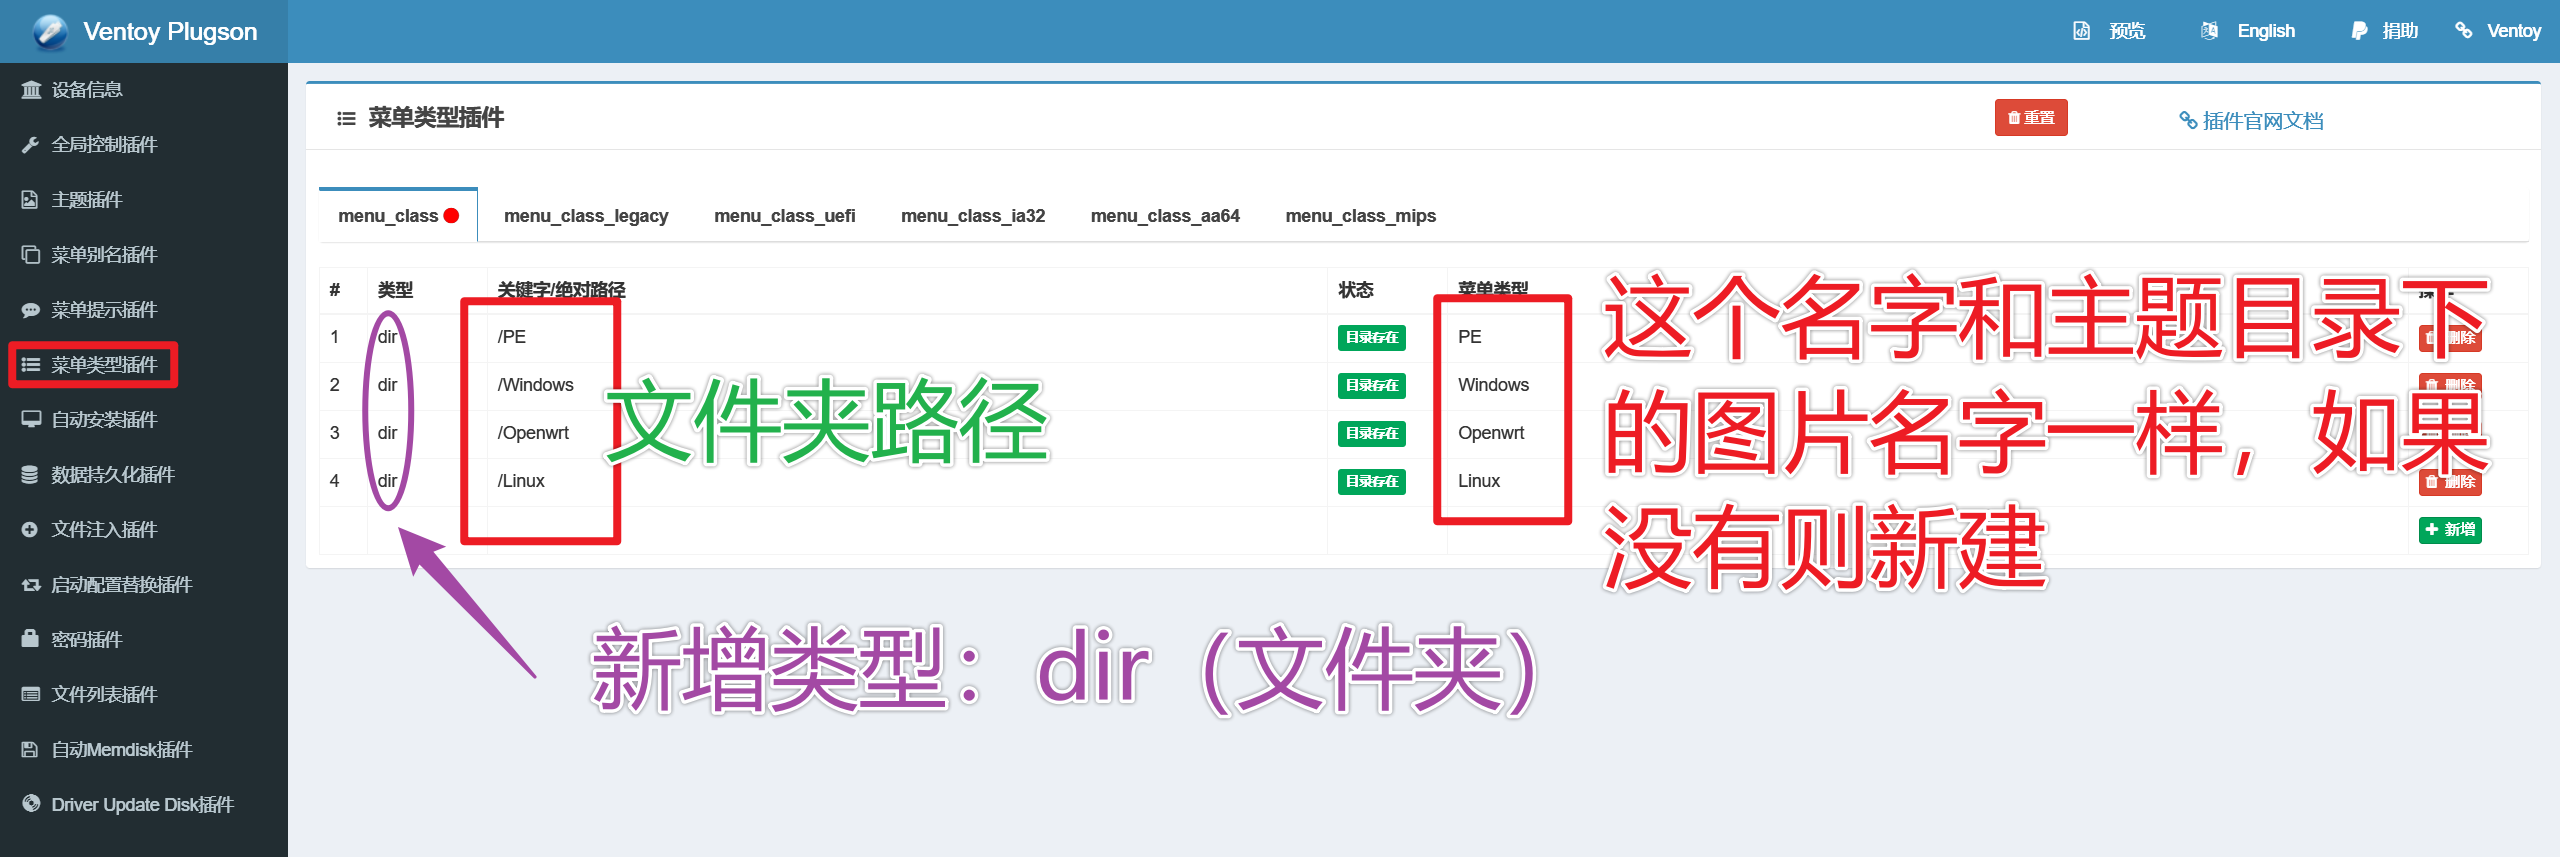 Ventoy Plugson
预览 English 捐助 Ventoy
设备信息
全局控制插件
主题插件
菜单别名插件
菜单提示插件
菜单类型插件
自动安装插件
数据持久化插件
文件注入插件
启动配置替换插件
密码插件
文件列表插件
自动Memdisk插件
Driver Update Disk插件
菜单类型插件
重置
插件官网文档
menu_class menu_class_legacy menu_class_uefi menu_class_ia32 menu_class_aa64 menu_class_mips
# 类型 关键字/绝对路径 状态 菜单类型
1 dir /PE 目录存在 PE 删除
2 dir /Windows 目录存在 Windows 删除
3 dir /Openwrt 目录存在 Openwrt
4 dir /Linux 目录存在 Linux 删除
新增
文件夹路径
这个名字和主题目录下
的图片名字一样，如果
没有则新建
新增类型：dir（文件夹）